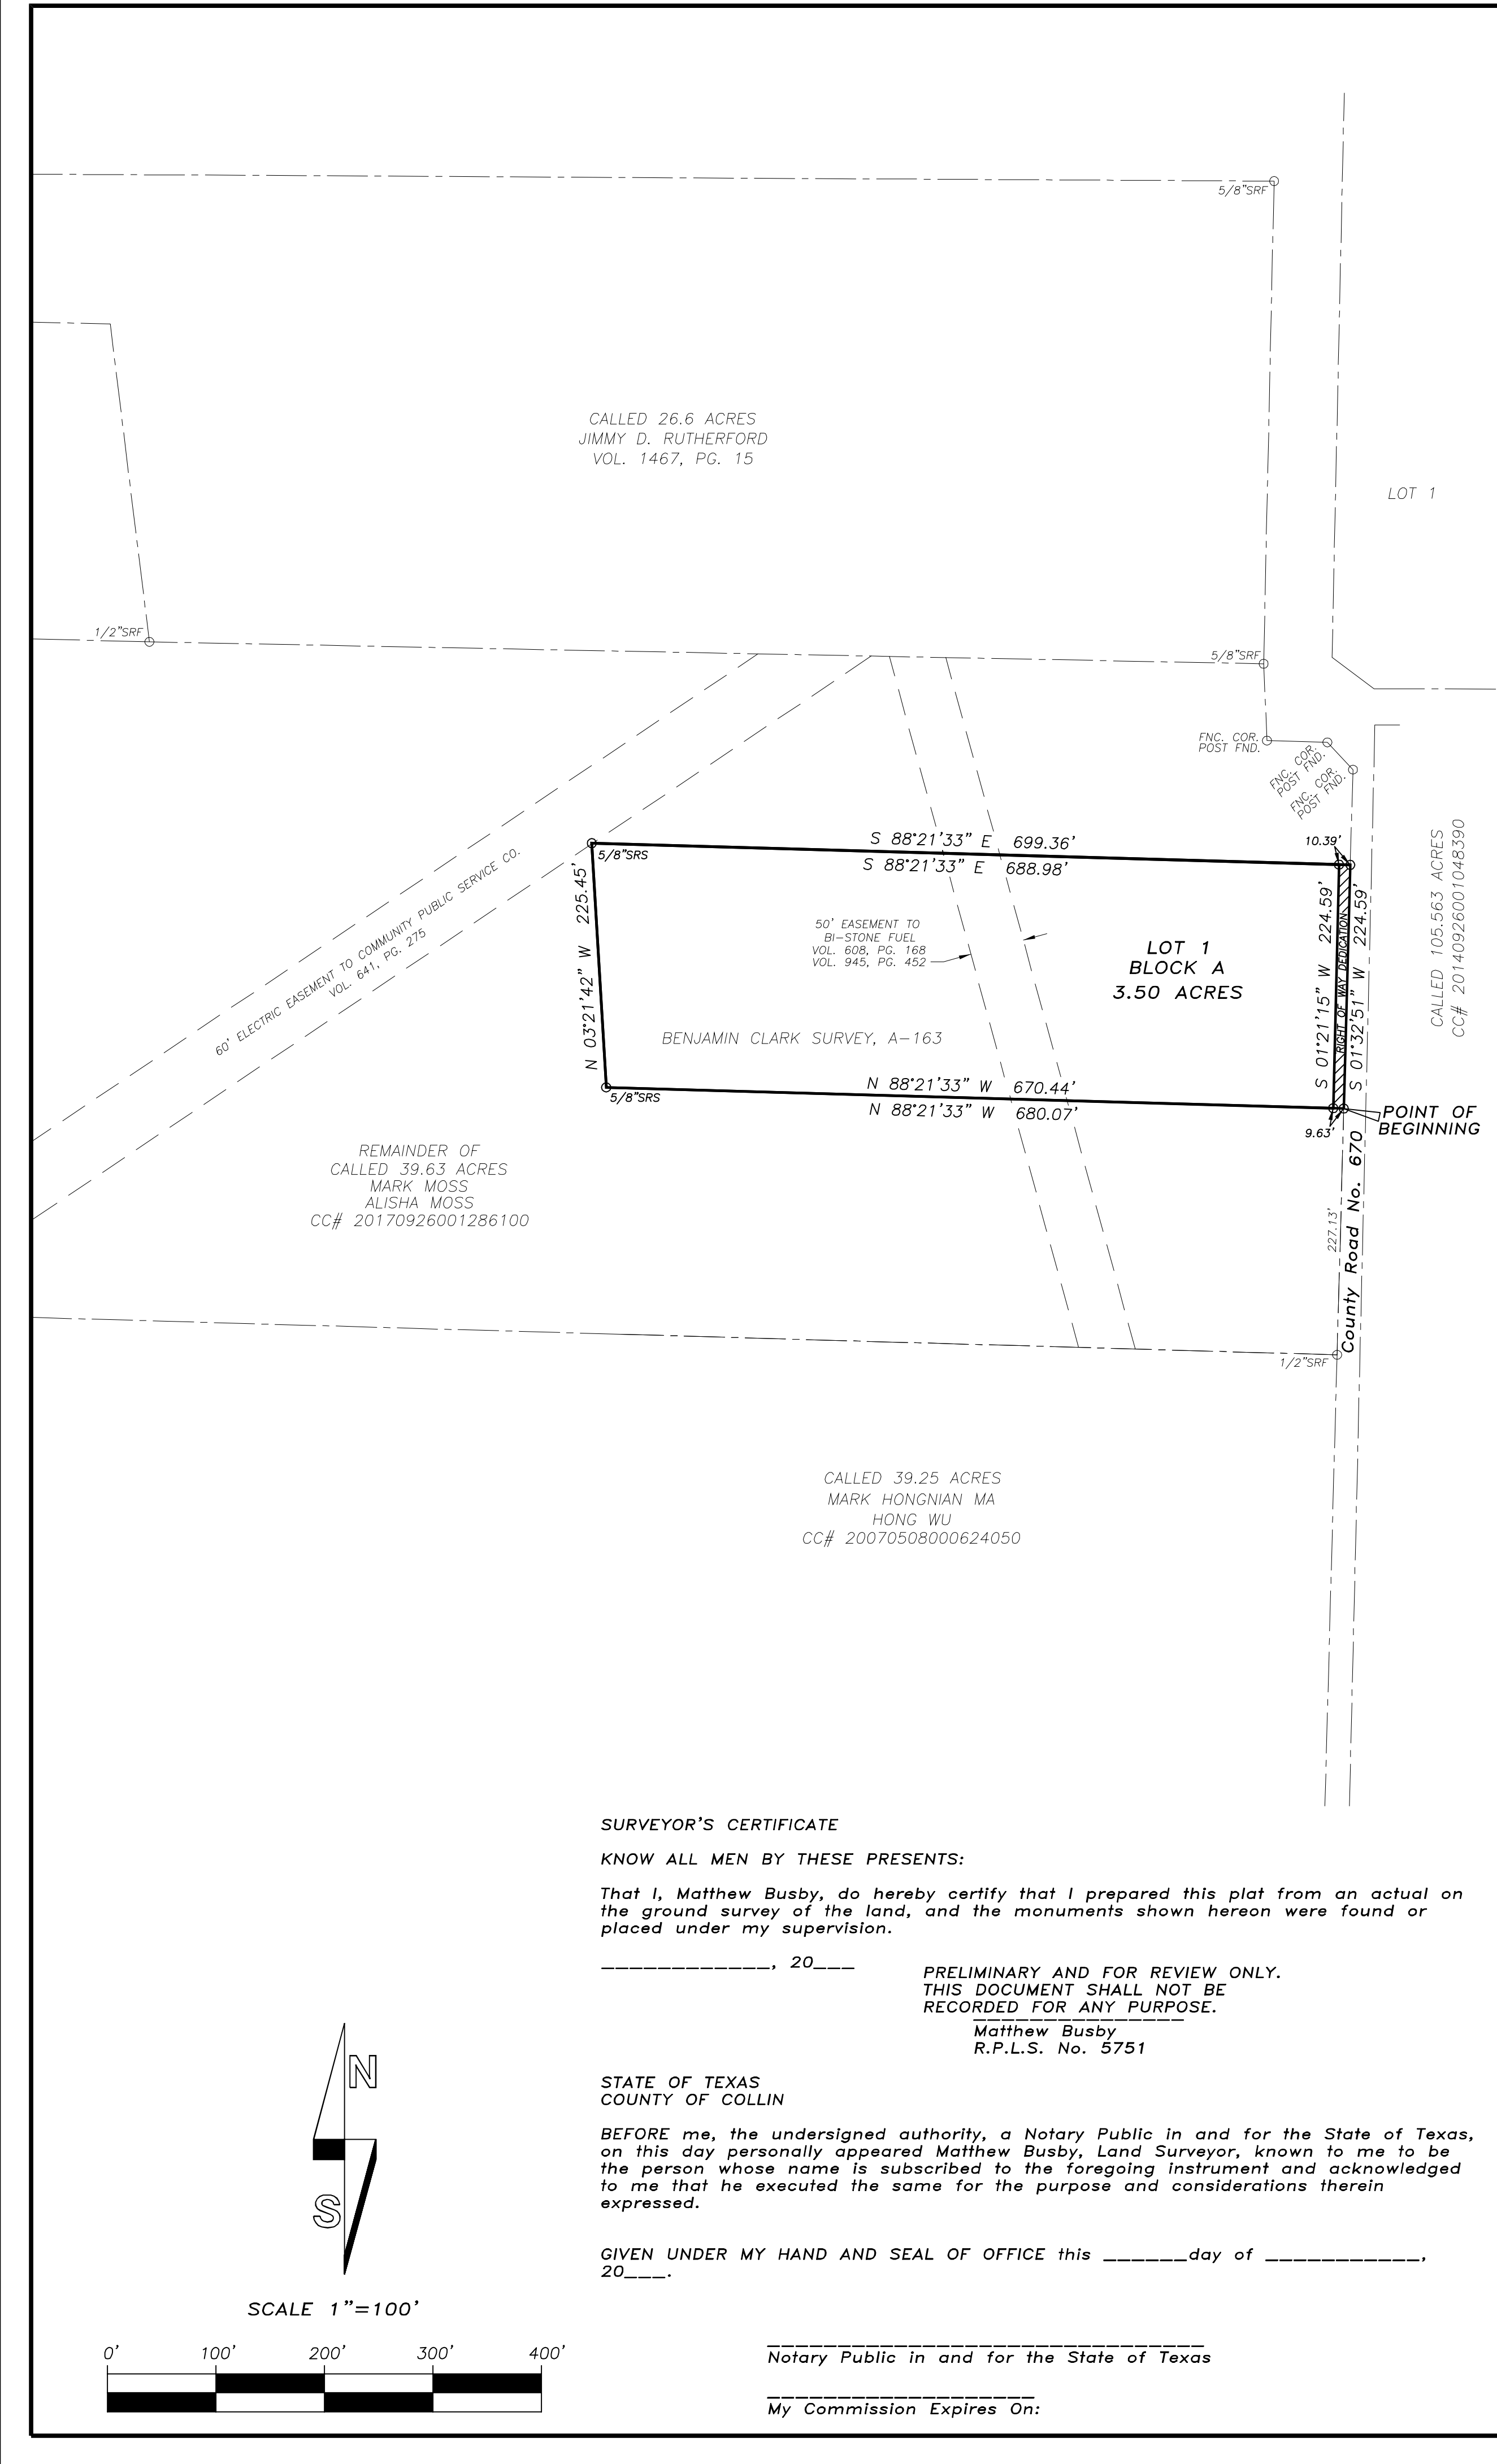 5/8"SRF
CALLED 26.6 ACRES
JIMMY D. RUTHERFORD
VOL. 1467, PG. 15
LOT 1
1/2"SRF
5/8"SRF
FNC. COR.
POST FND.
FNC. COR.
POST FND.
FNC. COR.
POST FND.
10.39'
S 88°21'33" E 699.36'
S 88°21'33" E 688.98'
5/8"SRS
N 03°21'42" W 225.45'
60' ELECTRIC EASEMENT TO COMMUNITY PUBLIC SERVICE CO.
VOL. 641, PG. 275
50' EASEMENT TO
BI-STONE FUEL
VOL. 608, PG. 168
VOL. 945, PG. 452
LOT 1
BLOCK A
3.50 ACRES
S 01°21'15" W 224.59'
RIGHT OF WAY DEDICATION
S 01°32'51" W 224.59'
CALLED 105.563 ACRES
CC# 20140926001048390
BENJAMIN CLARK SURVEY, A-163
N 88°21'33" W 670.44'
N 88°21'33" W 680.07'
5/8"SRS
9.63'
POINT OF
BEGINNING
REMAINDER OF
CALLED 39.63 ACRES
MARK MOSS
ALISHA MOSS
CC# 20170926001286100
227.13'
County Road No. 670
1/2"SRF
CALLED 39.25 ACRES
MARK HONGNIAN MA
HONG WU
CC# 20070508000624050
SURVEYOR'S CERTIFICATE
KNOW ALL MEN BY THESE PRESENTS:
That I, Matthew Busby, do hereby certify that I prepared this plat from an actual on
the ground survey of the land, and the monuments shown hereon were found or
placed under my supervision.
____________, 20___
PRELIMINARY AND FOR REVIEW ONLY.
THIS DOCUMENT SHALL NOT BE
RECORDED FOR ANY PURPOSE.
_______________
Matthew Busby
R.P.L.S. No. 5751
STATE OF TEXAS
COUNTY OF COLLIN
BEFORE me, the undersigned authority, a Notary Public in and for the State of Texas,
on this day personally appeared Matthew Busby, Land Surveyor, known to me to be
the person whose name is subscribed to the foregoing instrument and acknowledged
to me that he executed the same for the purpose and considerations therein
expressed.
GIVEN UNDER MY HAND AND SEAL OF OFFICE this ______day of ___________,
20___.
_______________________________
Notary Public in and for the State of Texas
___________________
My Commission Expires On:
N
S
SCALE 1"=100'
0' 100' 200' 300' 400'